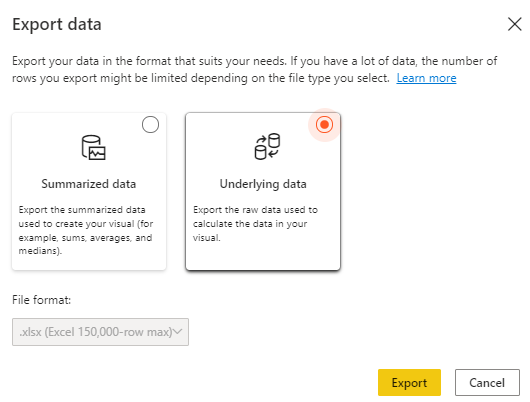 Export data
Export your data in the format that suits your needs. If you have a lot of data, the number of
rows you export might be limited depending on the file type you select. Learn more
Summarized data
Export the summarized data
used to create your visual (for
example, sums, averages, and
medians).
Underlying data
Export the raw data used to
calculate the data in your
visual.
File format:
.xlsx (Excel 150,000-row max)
Export
Cancel